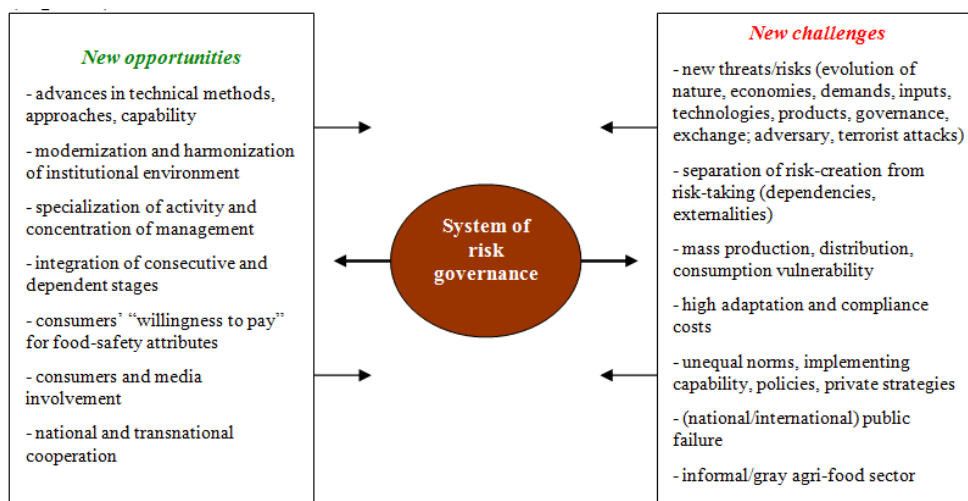 New opportunities
- advances in technical methods,
approaches, capability
- modernization and harmonization
of institutional environment
- specialization of activity and
concentration of management
- integration of consecutive and
dependent stages
- consumers’ “willingness to pay”
for food-safety attributes
- consumers and media
involvement
- national and transnational
cooperation
System of
risk
governance
New challenges
- new threats/risks (evolution of
nature, economies, demands, inputs,
technologies, products, governance,
exchange; adversary, terrorist attacks)
- separation of risk-creation from
risk-taking (dependencies,
externalities)
- mass production, distribution,
consumption vulnerability
- high adaptation and compliance
costs
- unequal norms, implementing
capability, policies, private strategies
- (national/international) public
failure
- informal/gray agri-food sector